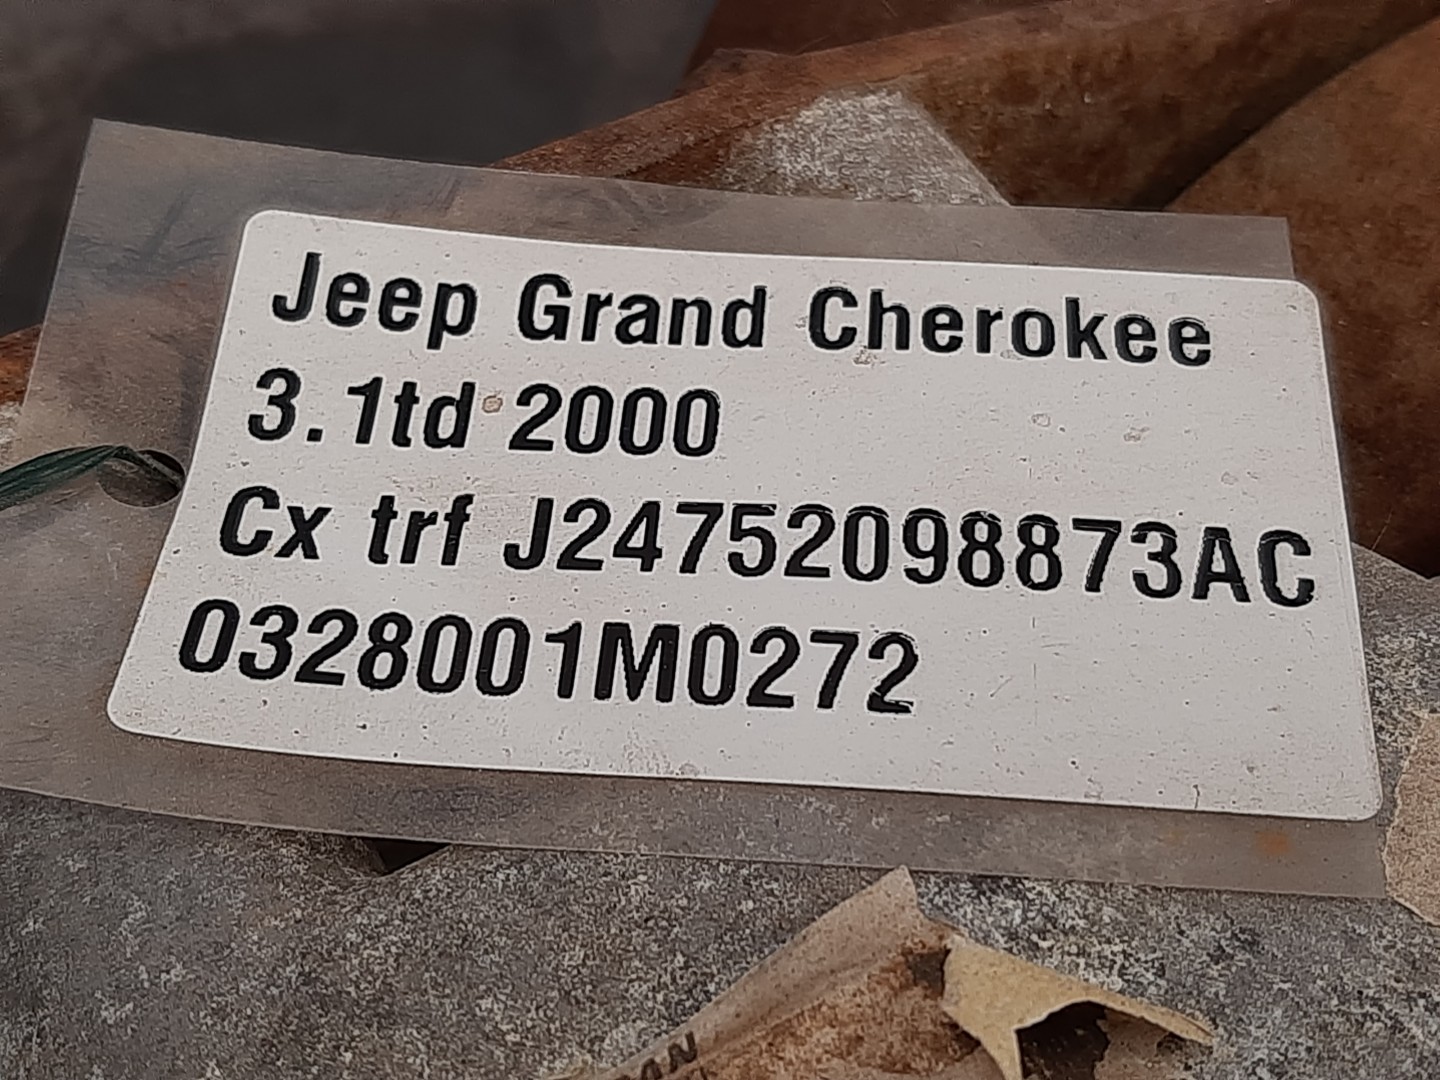 Jeep Grand Cherokee
3.1td 2000
Cx trf J24752098873AC
0328001M0272